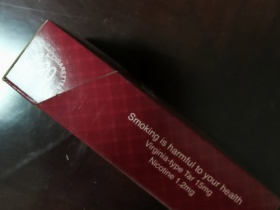 Smoking is harmful to your health
Virginia-type Tar 15mg
Nicotine 1.2mg